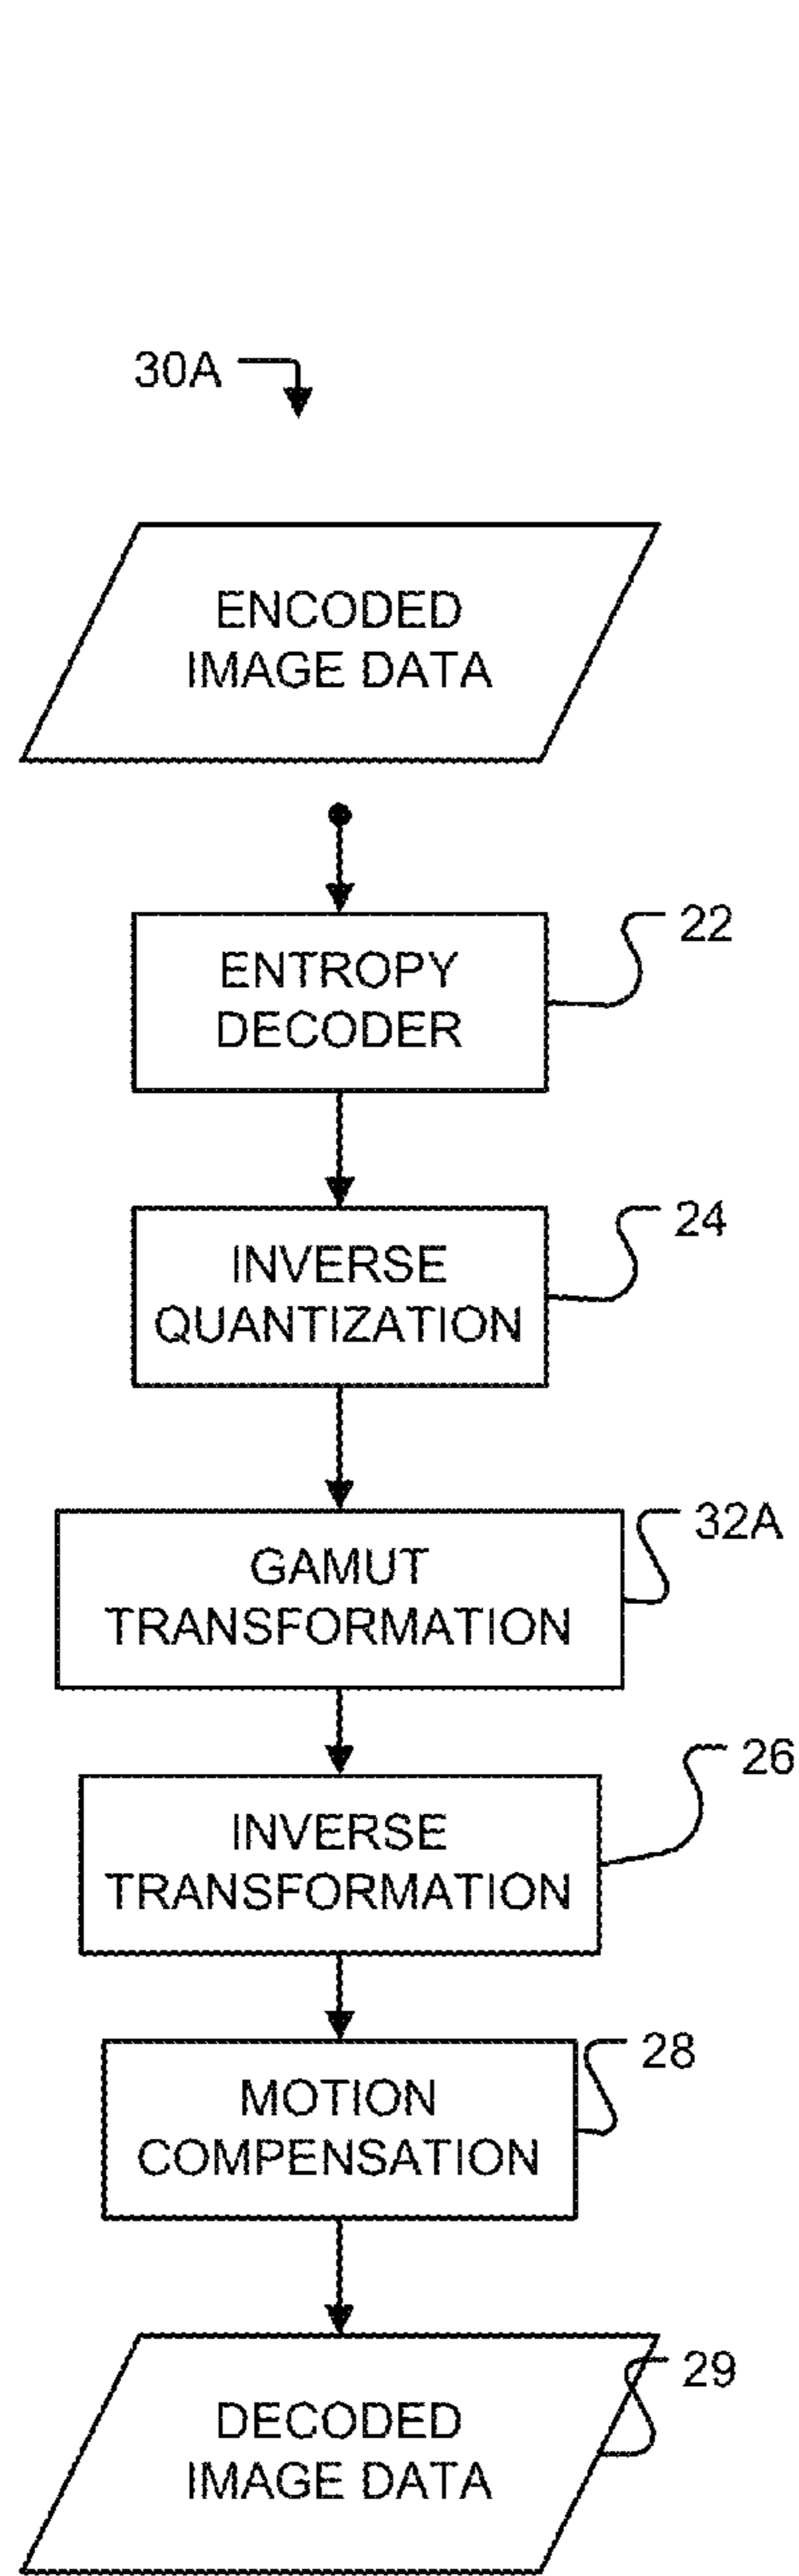 30A
ENCODED
IMAGE DATA
22
ENTROPY
DECODER
24
INVERSE
QUANTIZATION
32A
GAMUT
TRANSFORMATION
26
INVERSE
TRANSFORMATION
28
MOTION
COMPENSATION
29
DECODED
IMAGE DATA